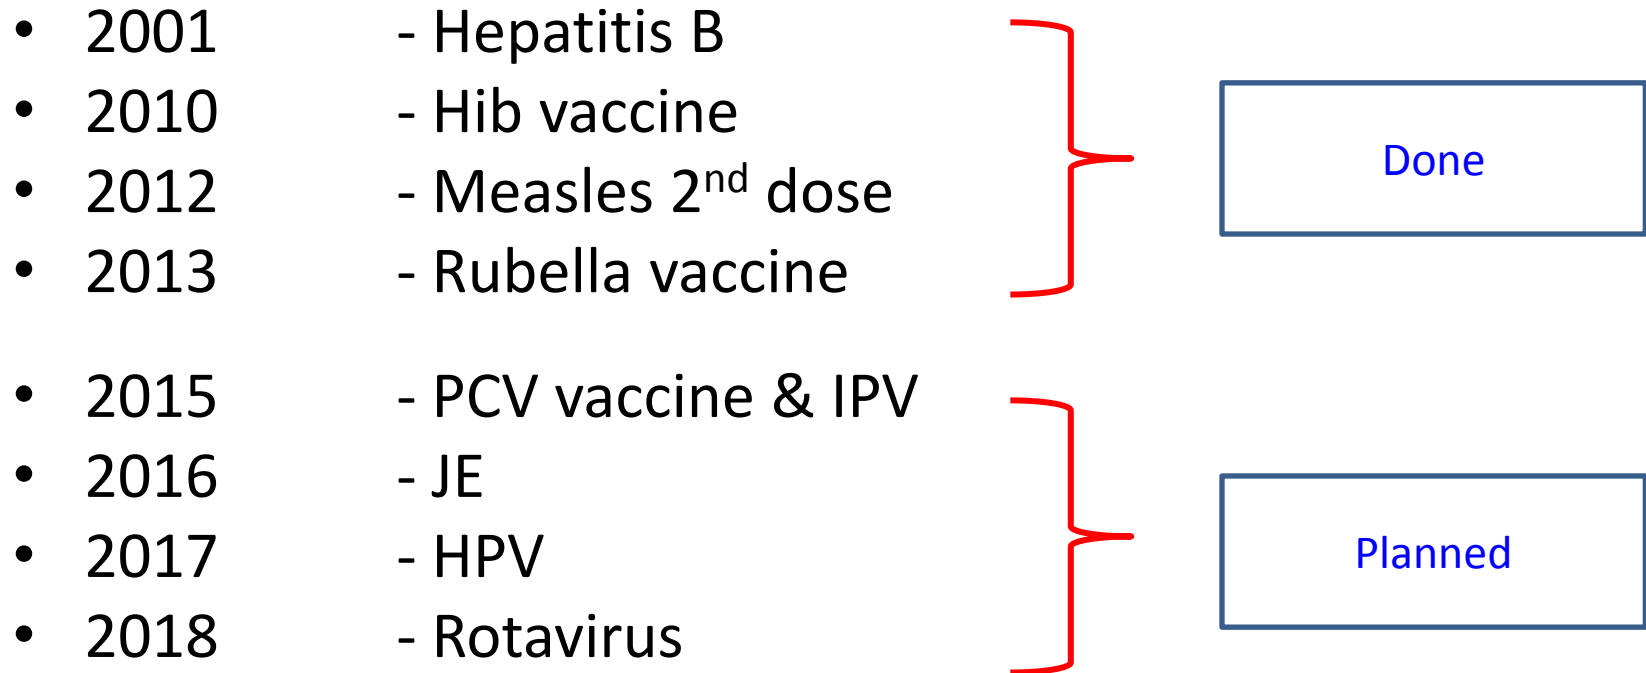 • 2001 - Hepatitis B
• 2010 - Hib vaccine
• 2012 - Measles 2nd dose
• 2013 - Rubella vaccine
Done
• 2015 - PCV vaccine & IPV
• 2016 - JE
• 2017 - HPV
• 2018 - Rotavirus
Planned